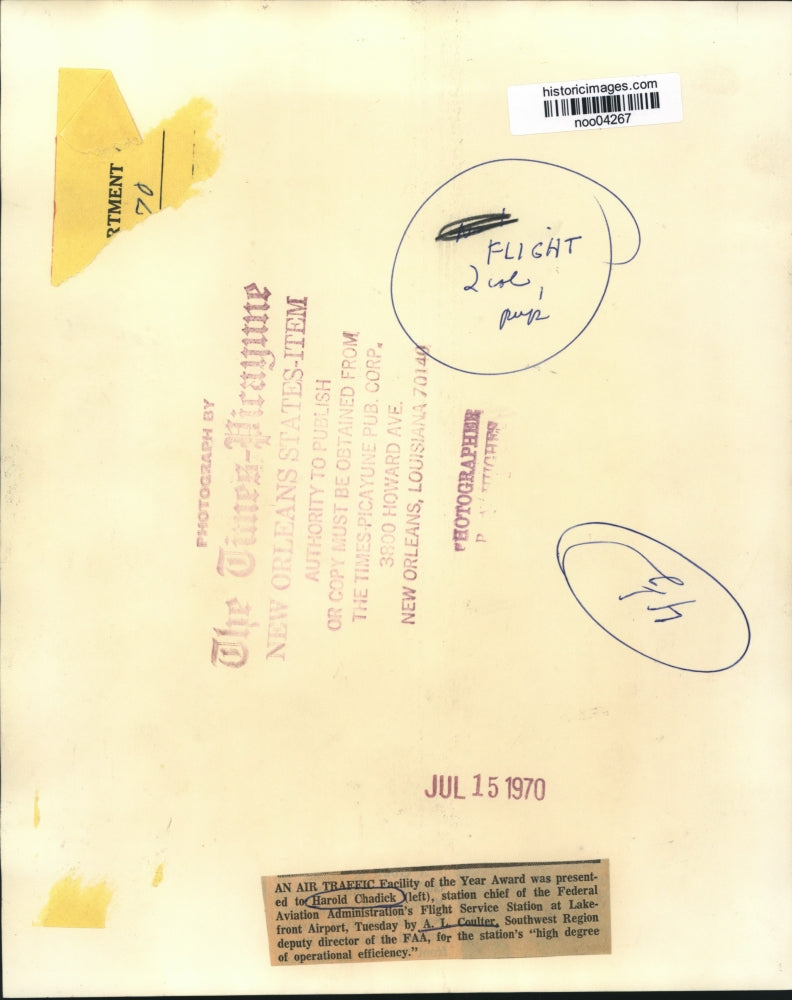 historicimages.com
noo04267
RTMENT
70
FLIGHT
2 col,
pup
PHOTOGRAPH BY
The Times-Picayune
NEW ORLEANS STATES-ITEM
AUTHORITY TO PUBLISH
OR COPY MUST BE OBTAINED FROM
THE TIMES-PICAYUNE PUB. CORP.
3800 HOWARD AVE.
NEW ORLEANS, LOUISIANA 70140
PHOTOGRAPHER
JUL 15 1970
AN AIR TRAFFIC Facility of the Year Award was present-
ed to Harold Chadick (left), station chief of the Federal
Aviation Administration's Flight Service Station at Lake-
front Airport, Tuesday by A. L. Coulter, Southwest Region
deputy director of the FAA, for the station's "high degree
of operational efficiency."